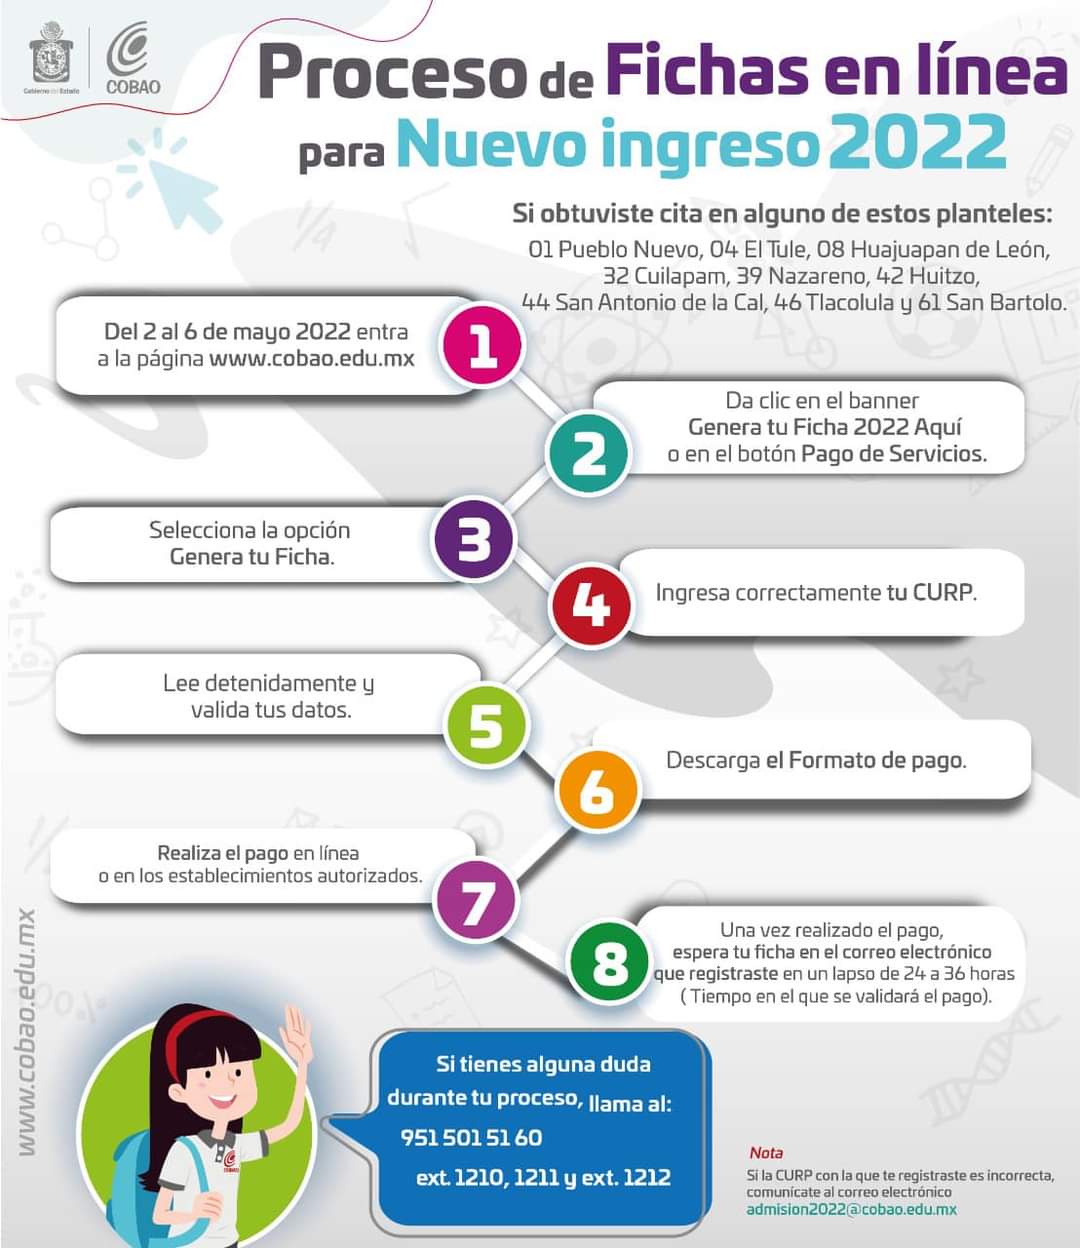 Gobierno del Estado
COBAO
Proceso de Fichas en línea
para Nuevo ingreso 2022
Si obtuviste cita en alguno de estos planteles:
01 Pueblo Nuevo, 04 El Tule, 08 Huajuapan de León,
32 Cuilapam, 39 Nazareno, 42 Huitzo,
44 San Antonio de la Cal, 46 Tlacolula y 61 San Bartolo.
Del 2 al 6 de mayo 2022 entra
a la página www.cobao.edu.mx
1
Da clic en el banner
Genera tu Ficha 2022 Aquí
o en el botón Pago de Servicios.
2
Selecciona la opción
Genera tu Ficha.
3
Ingresa correctamente tu CURP.
4
Lee detenidamente y
valida tus datos.
5
Descarga el Formato de pago.
6
Realiza el pago en línea
o en los establecimientos autorizados.
7
Una vez realizado el pago,
espera tu ficha en el correo electrónico
que registraste en un lapso de 24 a 36 horas
( Tiempo en el que se validará el pago).
8
www.cobao.edu.mx
COBAO
Si tienes alguna duda
durante tu proceso, llama al:
951 501 51 60
ext. 1210, 1211 y ext. 1212
Nota
Si la CURP con la que te registraste es incorrecta,
comunícate al correo electrónico
admision2022@cobao.edu.mx
1/4